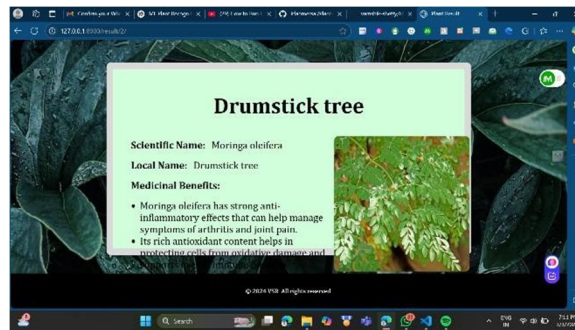 127.0.0.1:8000/result/2/
Drumstick tree
Scientific Name: Moringa oleifera
Local Name: Drumstick tree
Medicinal Benefits:
• Moringa oleifera has strong anti-
inflammatory effects that can help manage
symptoms of arthritis and joint pain.
• Its rich antioxidant content helps in
protecting cells from oxidative damage and
All rights reserved
Search
ENG
IN